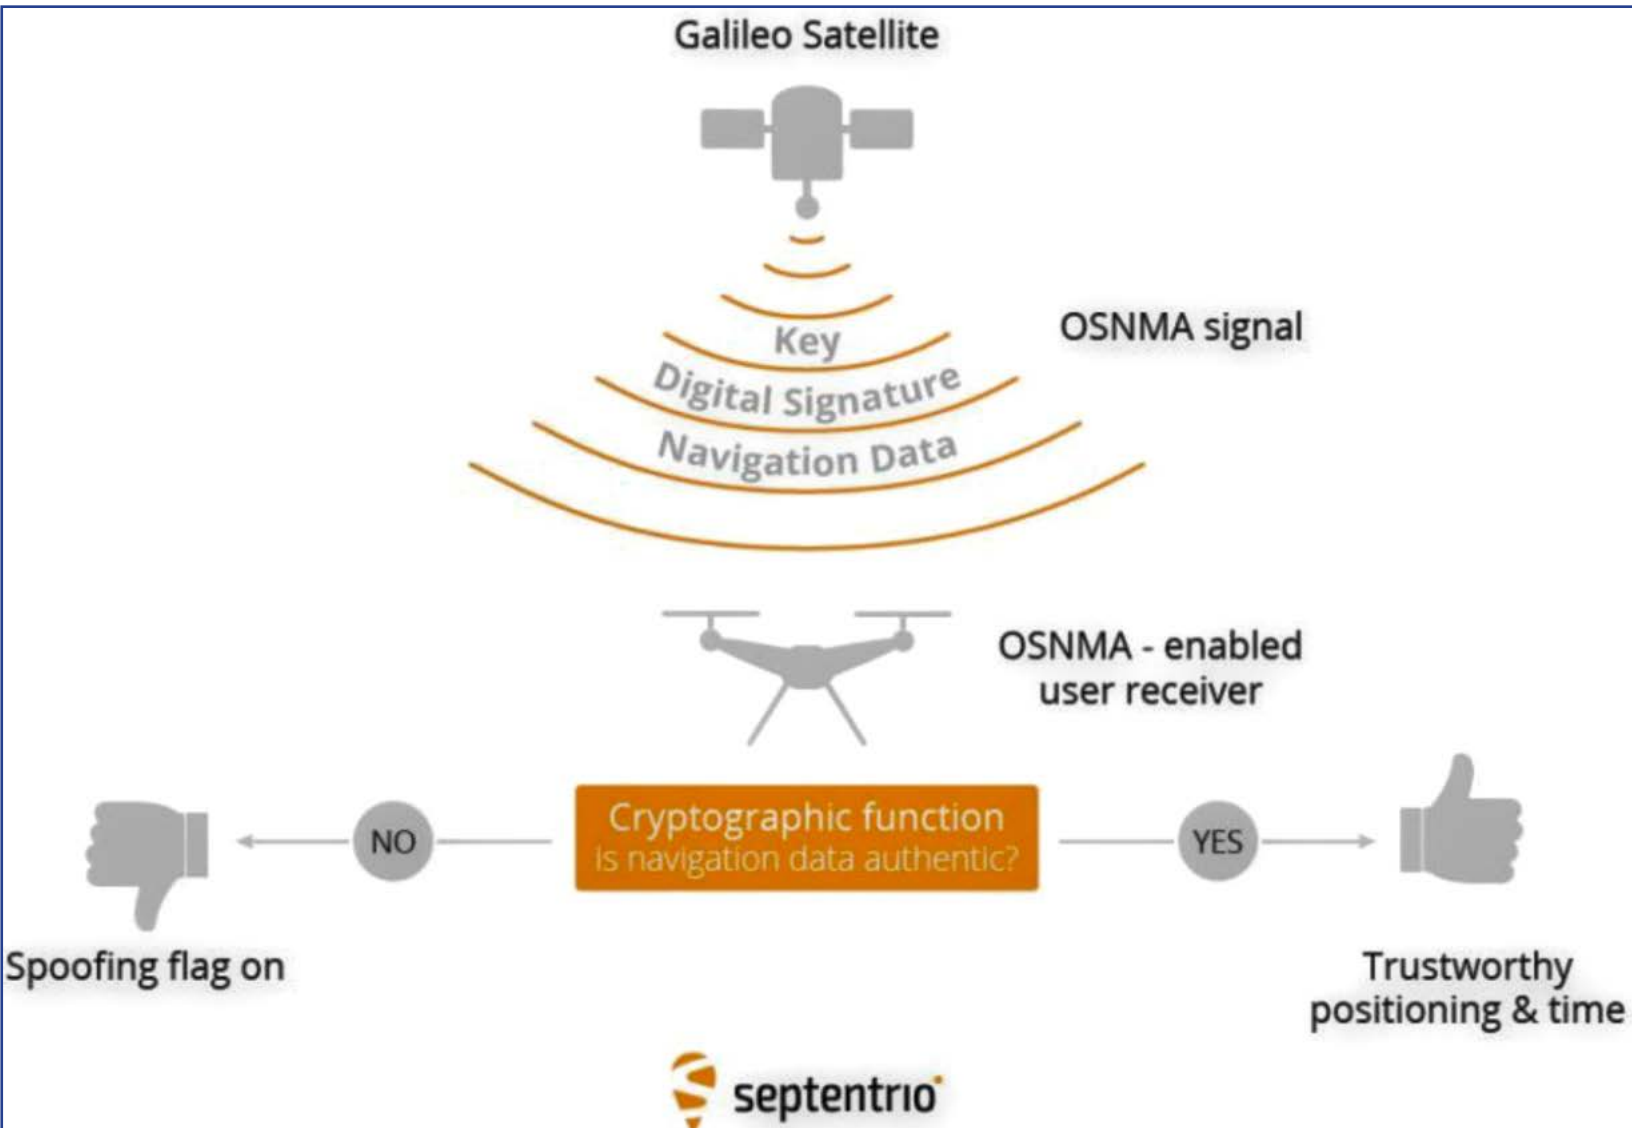 Galileo Satellite
OSNMA signal
Key
Digital Signature
Navigation Data
OSNMA - enabled
user receiver
Cryptographic function
is navigation data authentic?
NO
YES
Spoofing flag on
Trustworthy
positioning & time
septentrio